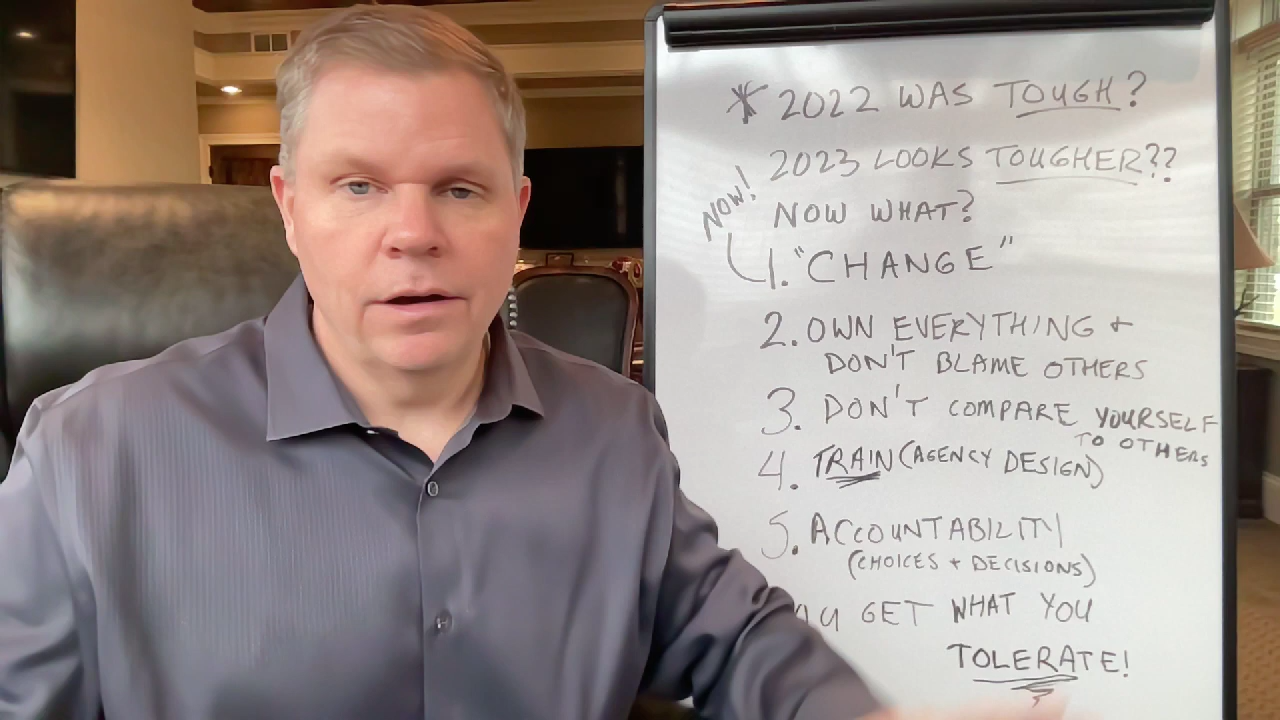 * 2022 WAS TOUGH?
2023 LOOKS TOUGHER??
NOW!
NOW WHAT?
1. "CHANGE"
2. OWN EVERYTHING +
DON'T BLAME OTHERS
3. DON'T COMPARE YOURSELF
TO OTHERS
4. TRAIN (AGENCY DESIGN)
5. ACCOUNTABILITY
(CHOICES + DECISIONS)
GET WHAT YOU
TOLERATE!